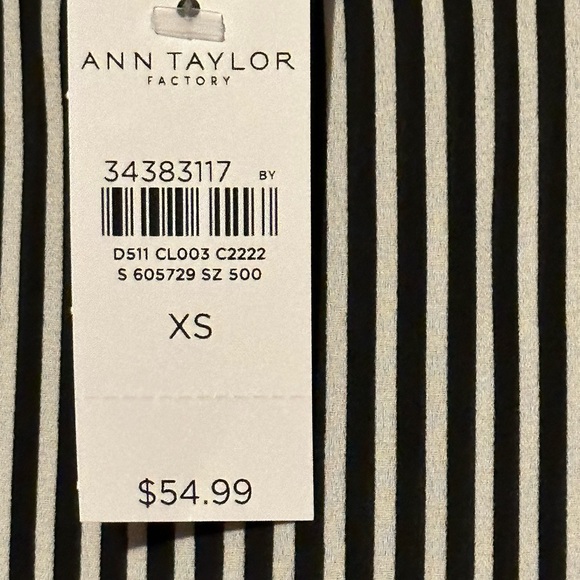 ANN TAYLOR
FACTORY
34383117 BY
D511 CL003 C2222
S 605729 SZ 500
XS
$54.99